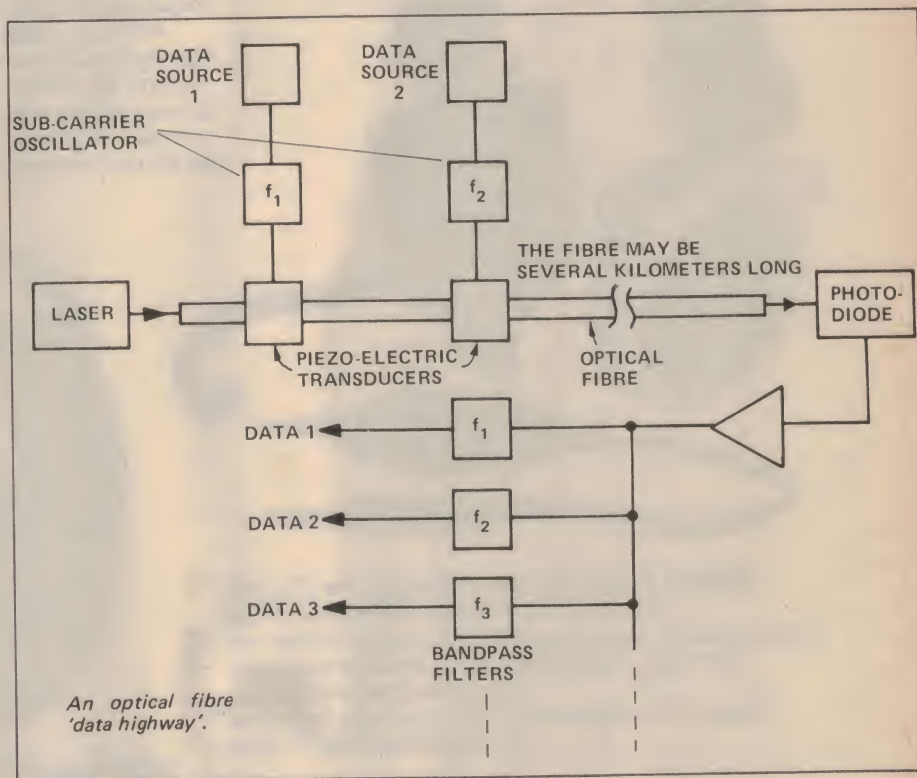 DATA
SOURCE
1
DATA
SOURCE
2
SUB-CARRIER
OSCILLATOR
f1
f2
THE FIBRE MAY BE
SEVERAL KILOMETERS LONG
LASER
PHOTO-
DIODE
PIEZO-ELECTRIC
TRANSDUCERS
OPTICAL
FIBRE
DATA 1
f1
DATA 2
f2
DATA 3
f3
BANDPASS
FILTERS
An optical fibre
'data highway'.